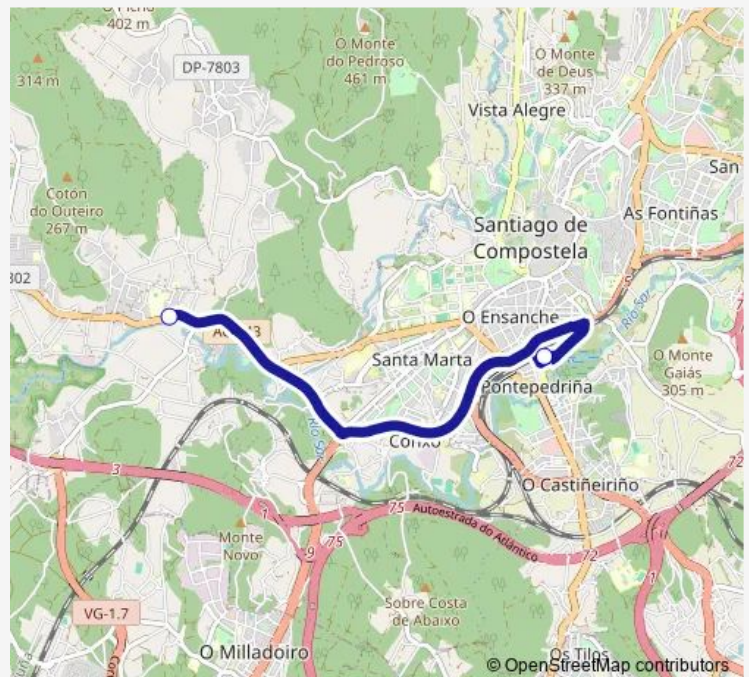 402 m
O Monte
do Pedroso
461 m
O Monte
de Deus
337 m
314 m
DP-7803
Vista Alegre
San
Cotón
do Outeiro
267 m
As Fontiñas
Santiago de
Compostela
302
O Ensanche
Río Sar
Santa Marta
O Monte
Gaiás
305 m
Pontepedriña
Río Sar
Conxo
O Castiñeiriño
3
1
75
Autoestrada do Atlántico
72
72
9
75
1
Monte
Novo
VG-1.7
Sobre Costa
de Abaixo
O Milladoiro
Os Tilos
© OpenStreetMap contributors